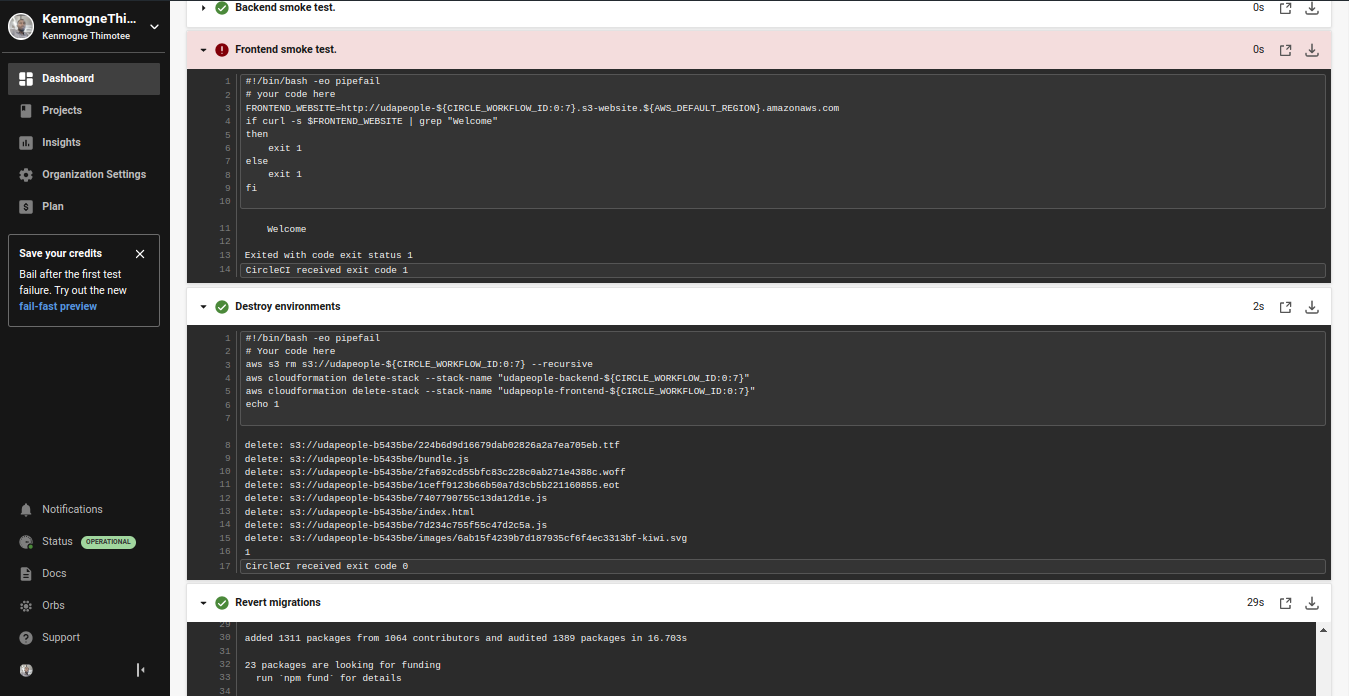 KenmogneThi...
Kenmogne Thimotee
Dashboard
Projects
Insights
Organization Settings
Plan
Save your credits
Bail after the first test
failure. Try out the new
fail-fast preview
Notifications
Status OPERATIONAL
Docs
Orbs
Support
Backend smoke test. 0s
Frontend smoke test. 0s
1 #!/bin/bash -eo pipefail
2 # your code here
3 FRONTEND_WEBSITE=http://udapeople-${CIRCLE_WORKFLOW_ID:0:7}.s3-website.${AWS_DEFAULT_REGION}.amazonaws.com
4 if curl -s $FRONTEND_WEBSITE | grep "Welcome"
5 then
6     exit 1
7 else
8     exit 1
9 fi
10
11     Welcome
12
13 Exited with code exit status 1
14 CircleCI received exit code 1
Destroy environments 2s
1 #!/bin/bash -eo pipefail
2 # Your code here
3 aws s3 rm s3://udapeople-${CIRCLE_WORKFLOW_ID:0:7} --recursive
4 aws cloudformation delete-stack --stack-name "udapeople-backend-${CIRCLE_WORKFLOW_ID:0:7}"
5 aws cloudformation delete-stack --stack-name "udapeople-frontend-${CIRCLE_WORKFLOW_ID:0:7}"
6 echo 1
7
8 delete: s3://udapeople-b5435be/224b6d9d16679dab02826a2a7ea705eb.ttf
9 delete: s3://udapeople-b5435be/bundle.js
10 delete: s3://udapeople-b5435be/2fa692cd55bfc83c228c0ab271e4388c.woff
11 delete: s3://udapeople-b5435be/1ceff9123b66b50a7d3cb5b221160855.eot
12 delete: s3://udapeople-b5435be/7407790755c13da12d1e.js
13 delete: s3://udapeople-b5435be/index.html
14 delete: s3://udapeople-b5435be/7d234c755f55c47d2c5a.js
15 delete: s3://udapeople-b5435be/images/6ab15f4239b7d187935cf6f4ec3313bf-kiwi.svg
16 1
17 CircleCI received exit code 0
Revert migrations 29s
29
30 added 1311 packages from 1064 contributors and audited 1389 packages in 16.703s
31
32 23 packages are looking for funding
33   run `npm fund` for details
34